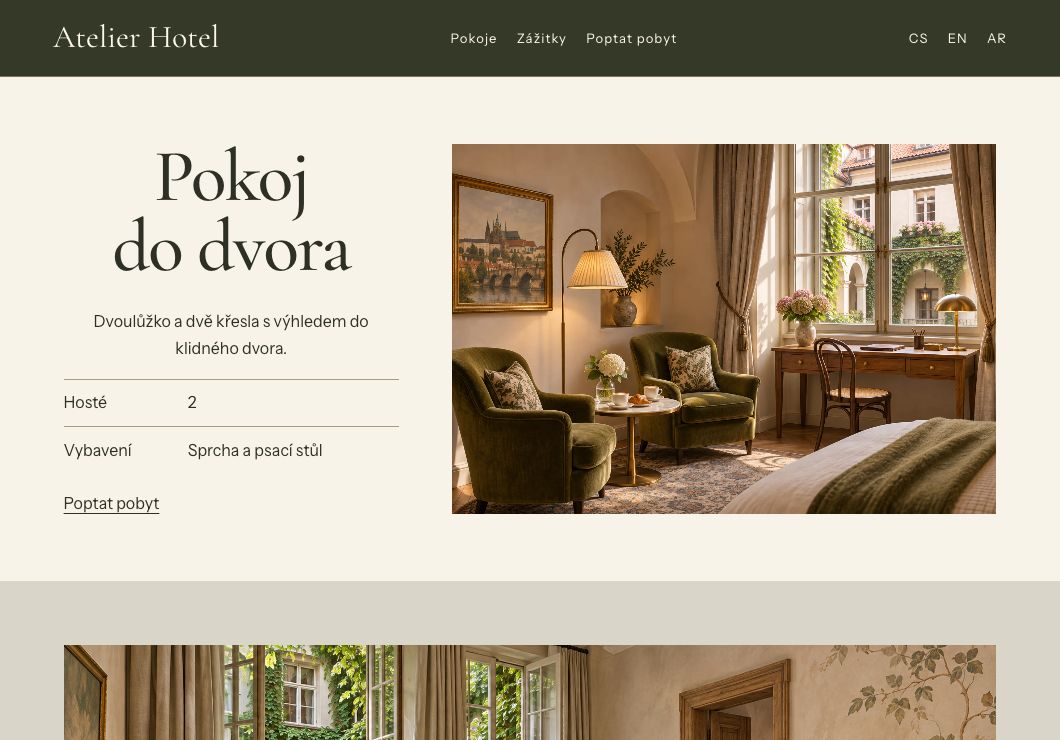 Atelier Hotel
Pokoje Zážitky Poptat pobyt
CS EN AR
Pokoj
do dvora
Dvoulůžko a dvě křesla s výhledem do
klidného dvora.
Hosté 2
Vybavení Sprcha a psací stůl
Poptat pobyt